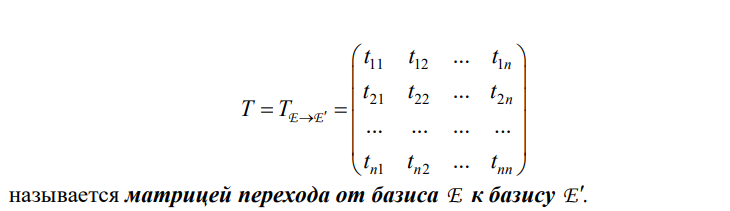 T = T_{ℰ→ℰ′} = ( t₁₁ t₁₂ ... t₁ₙ
t₂₁ t₂₂ ... t₂ₙ
... ... ... ...
tₙ₁ tₙ₂ ... tₙₙ )
называется матрицей перехода от базиса ℰ к базису ℰ′.